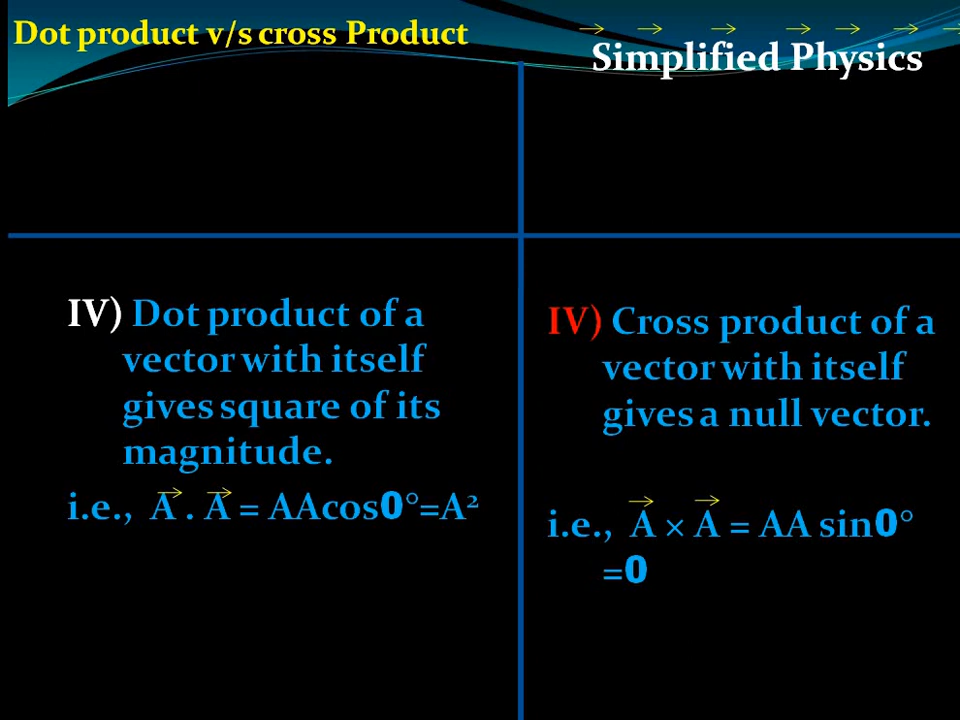 Dot product v/s cross Product
Simplified Physics
IV) Dot product of a
vector with itself
gives square of its
magnitude.
i.e., A⃗ . A⃗ = AAcos0°=A²
IV) Cross product of a
vector with itself
gives a null vector.
i.e., A⃗ × A⃗ = AA sin0°
=0